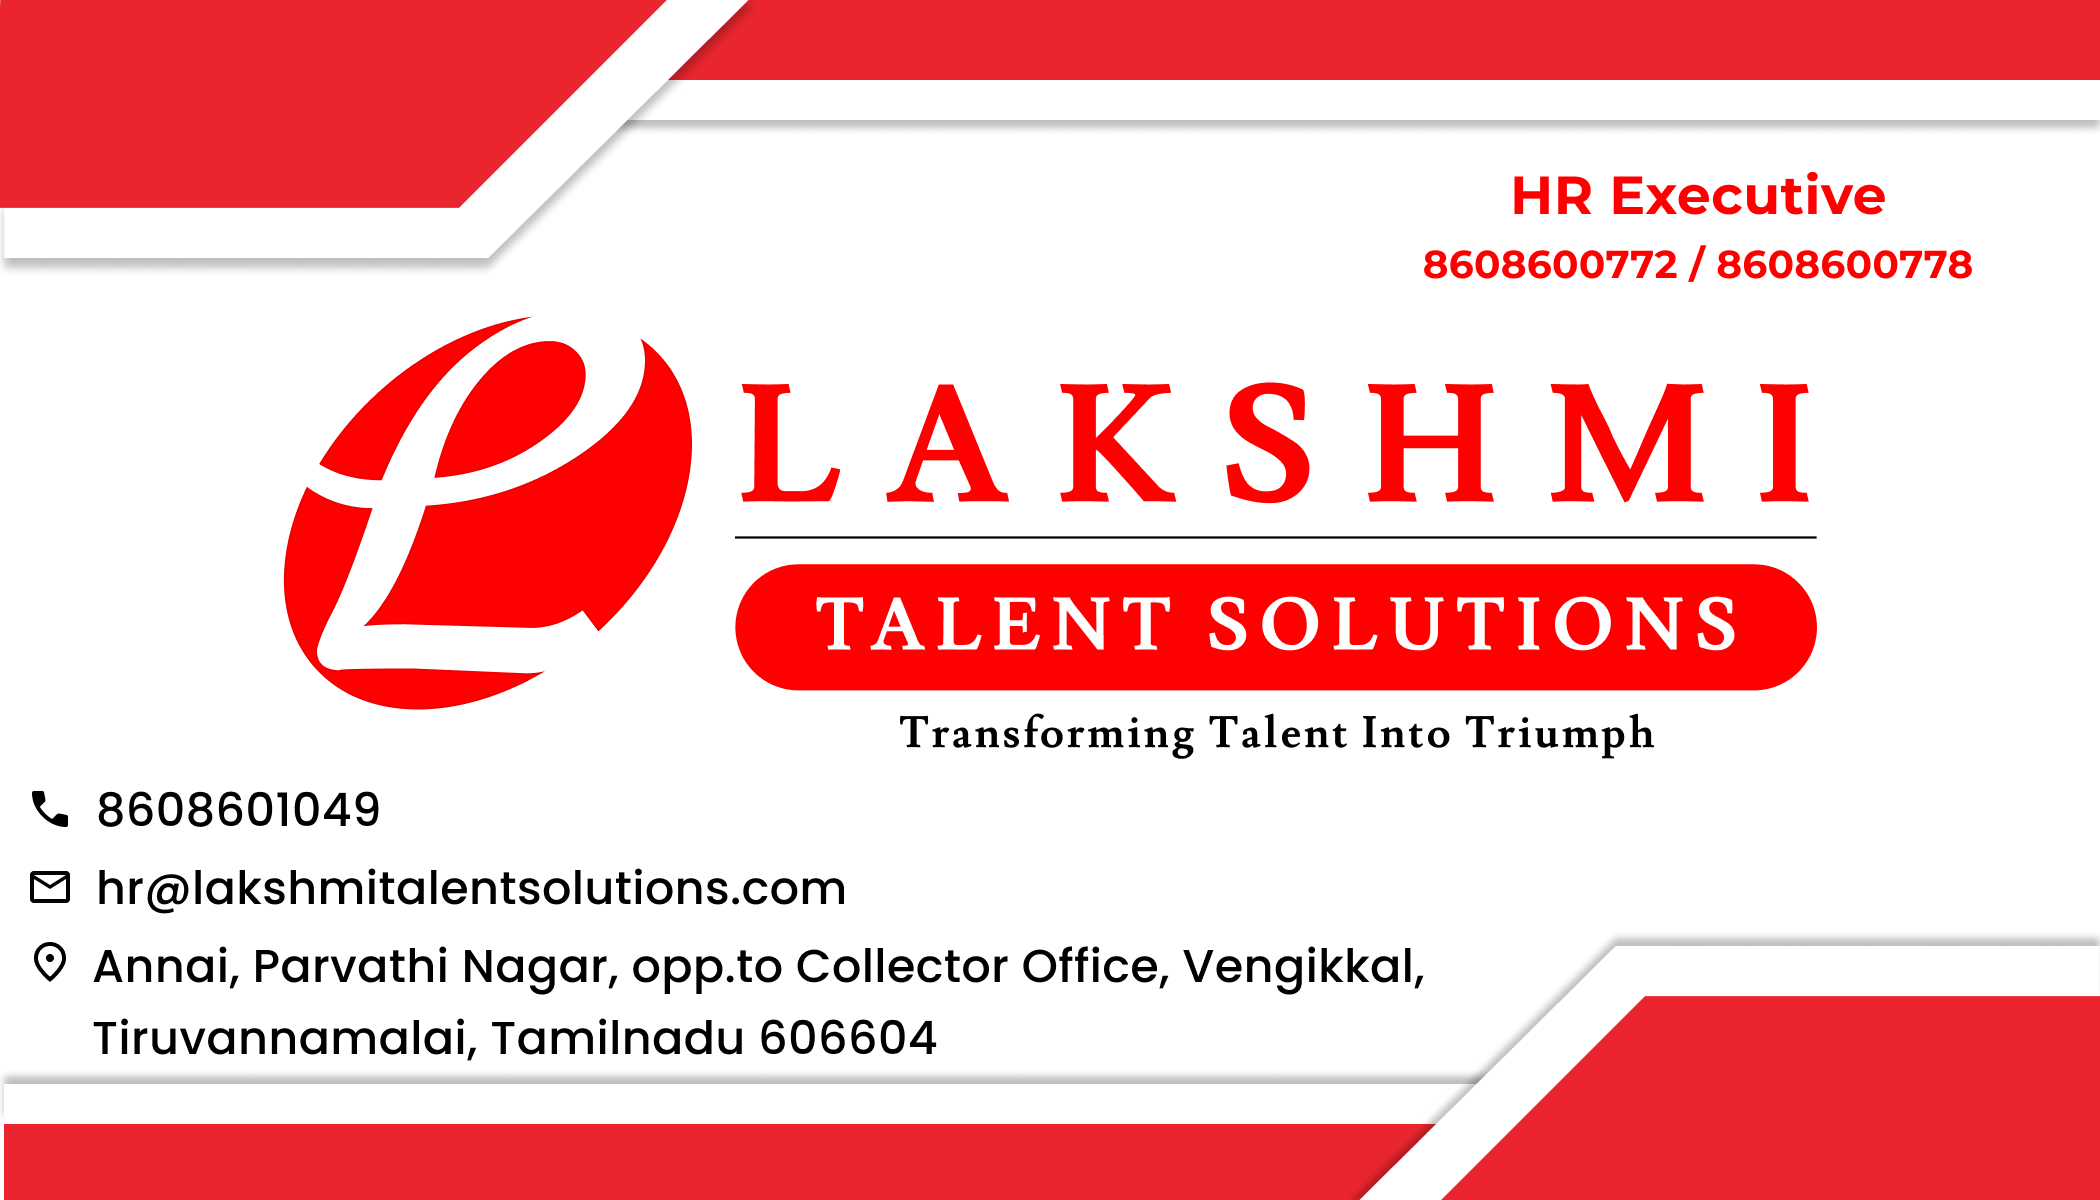 HR Executive
8608600772 / 8608600778
LAKSHMI
TALENT SOLUTIONS
Transforming Talent Into Triumph
8608601049
hr@lakshmitalentsolutions.com
Annai, Parvathi Nagar, opp.to Collector Office, Vengikkal,
Tiruvannamalai, Tamilnadu 606604